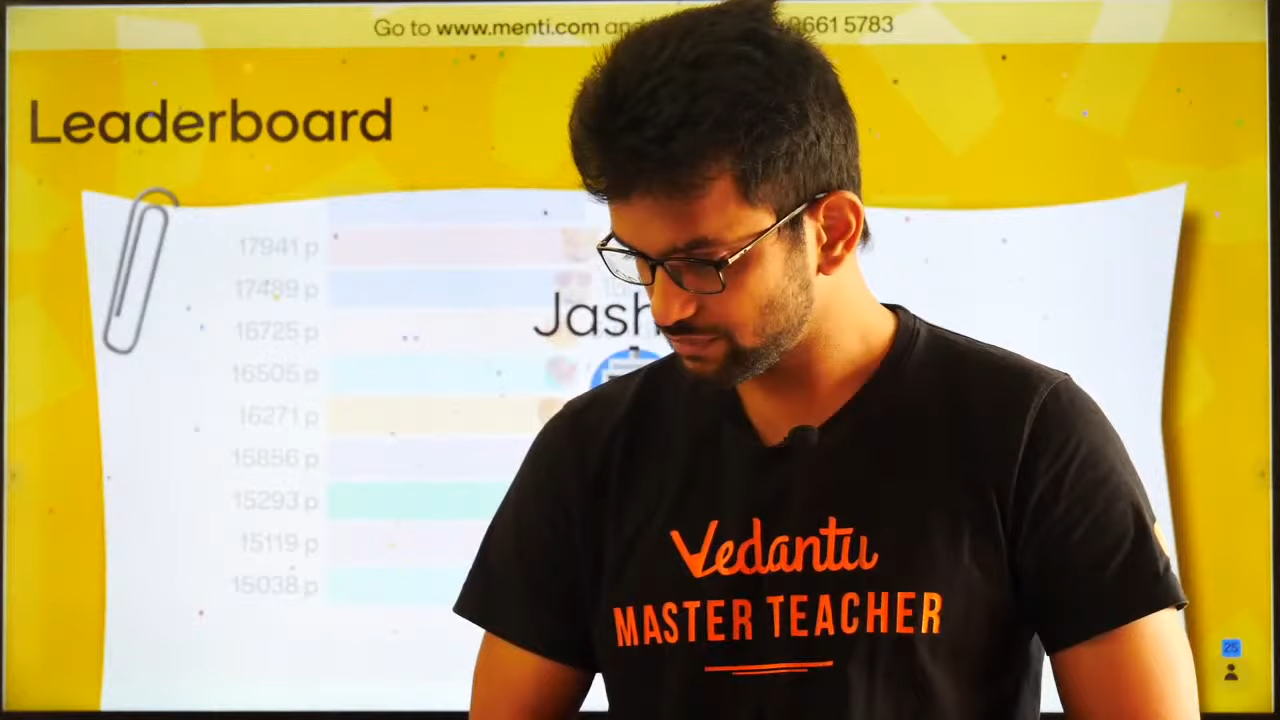 Go to www.menti.com and 9661 5783
Leaderboard
17941 p
17489 p
16725 p
16505 p
16271 p
15856 p
15293 p
15119 p
15038 p
Jash
Vedantu
MASTER TEACHER
25